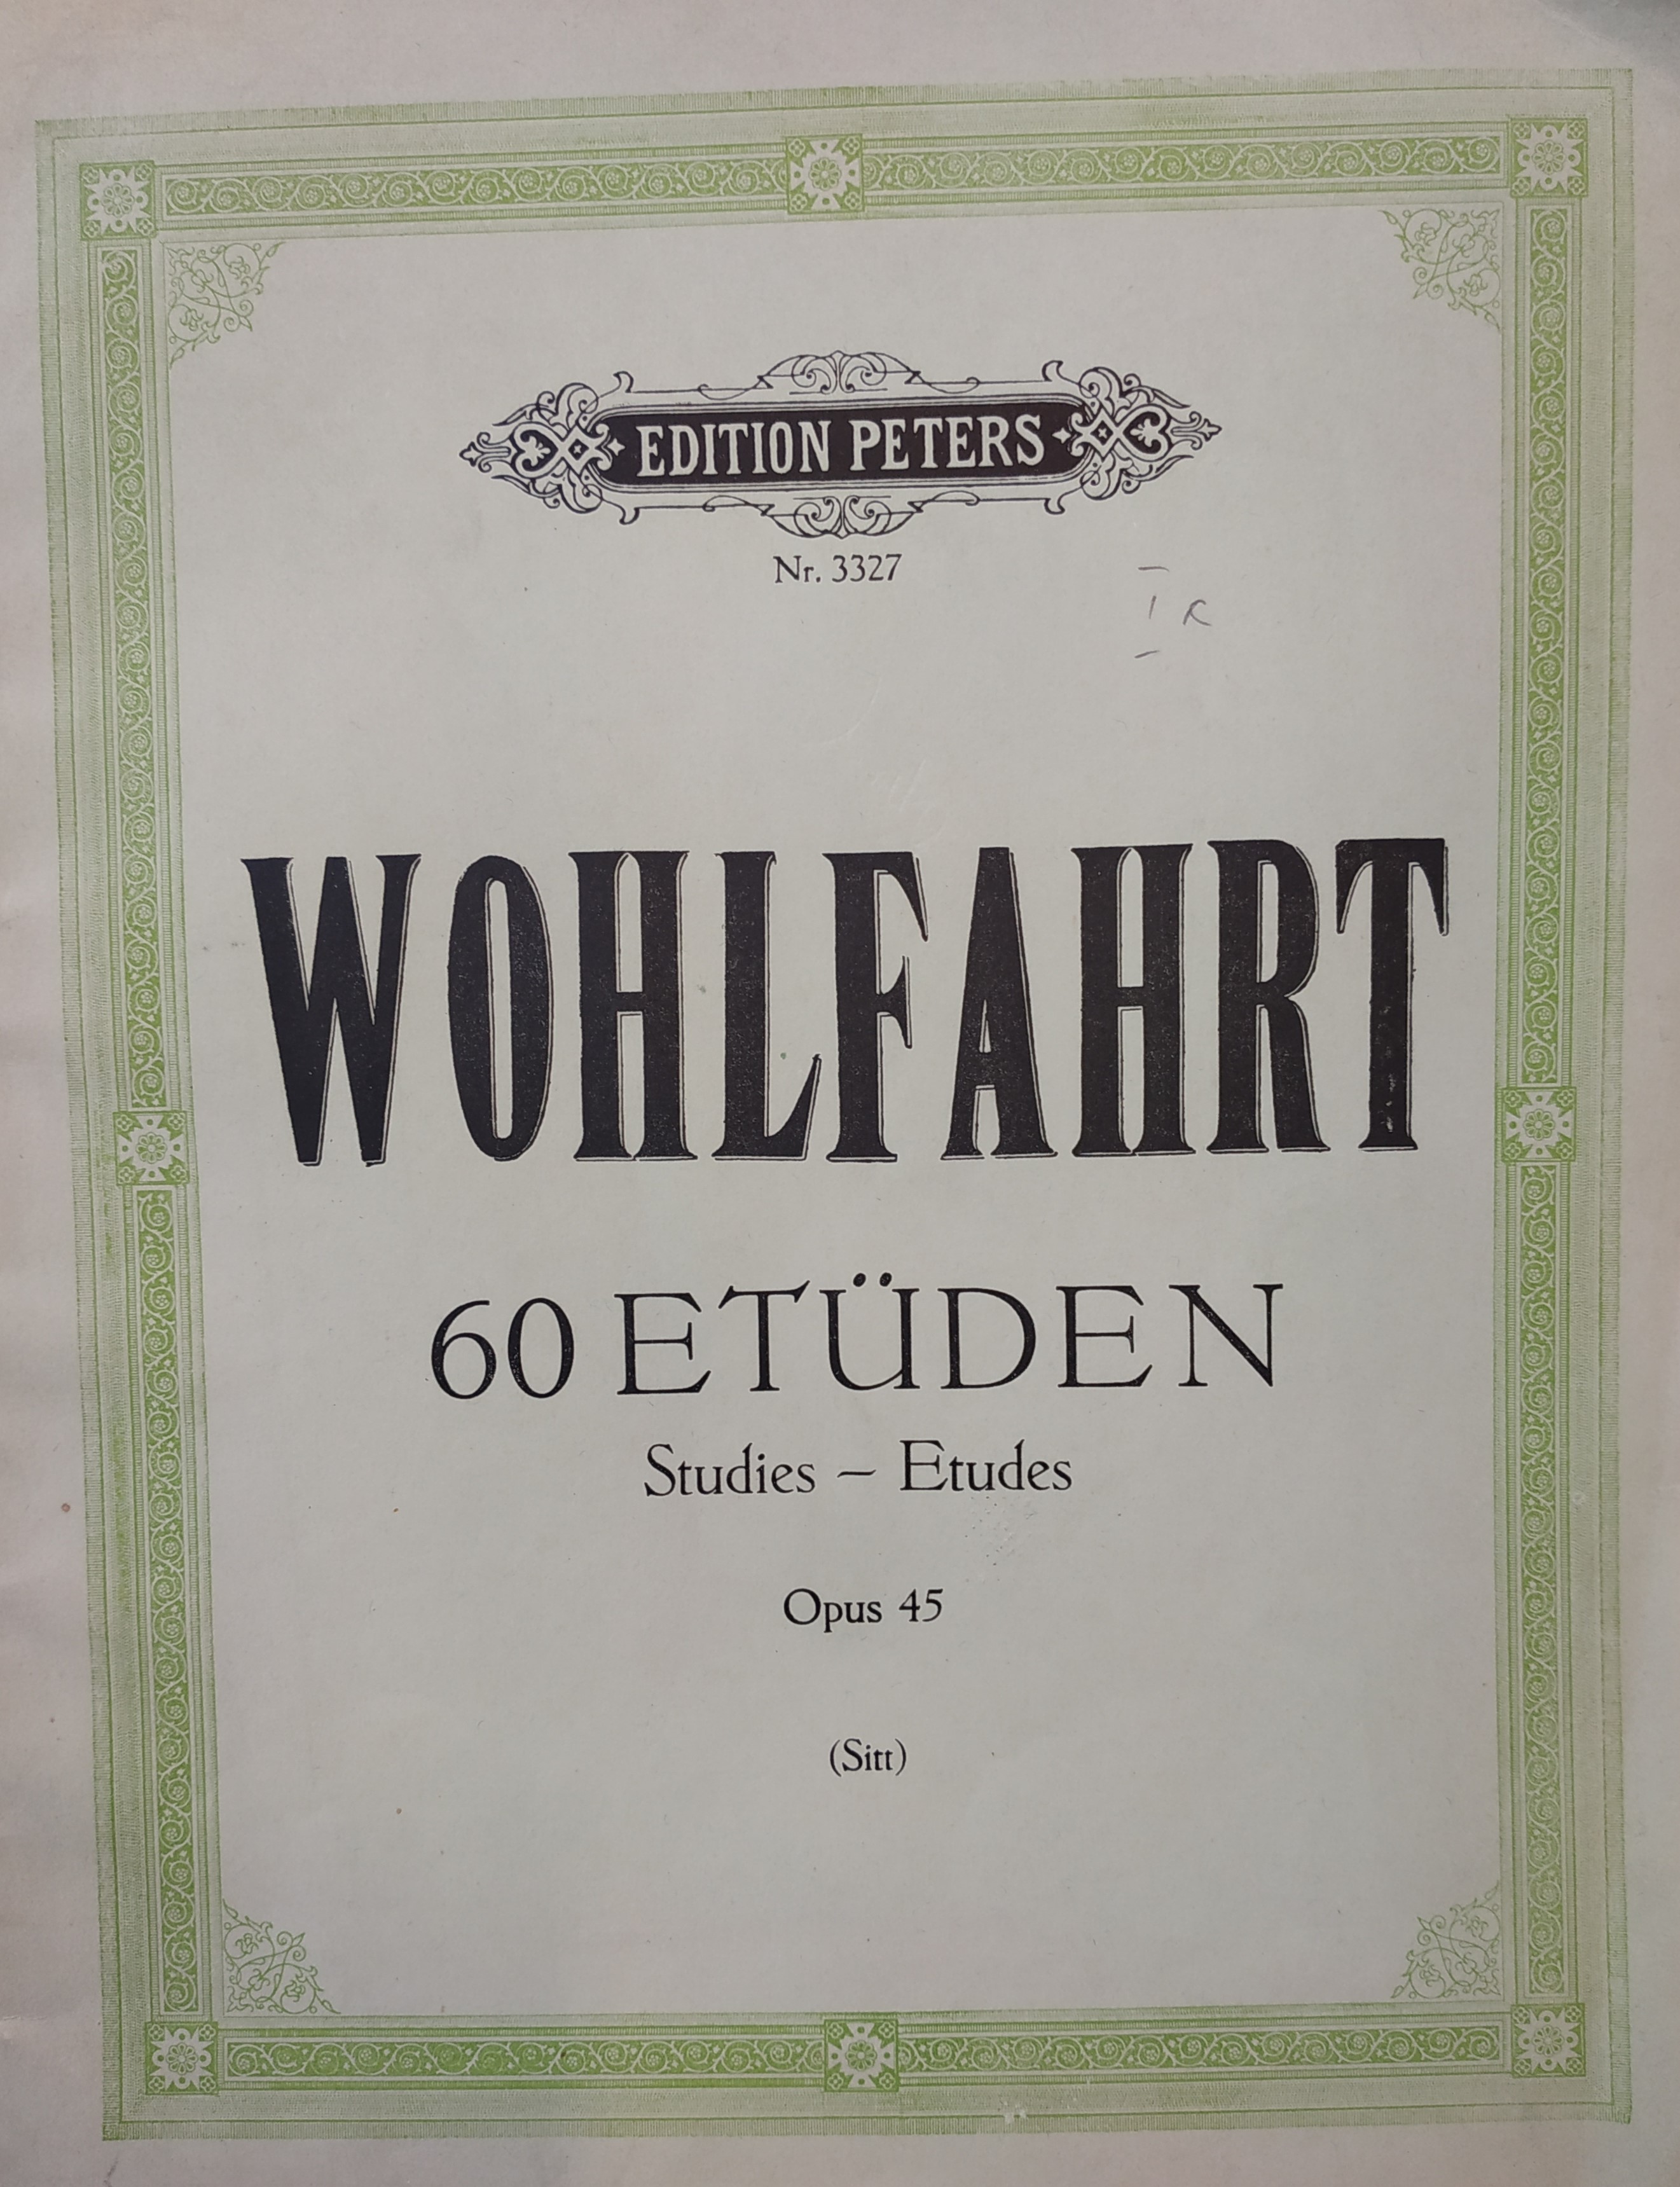 EDITION PETERS
Nr. 3327
WOHLFAHRT
60 ETÜDEN
Studies – Etudes
Opus 45
(Sitt)